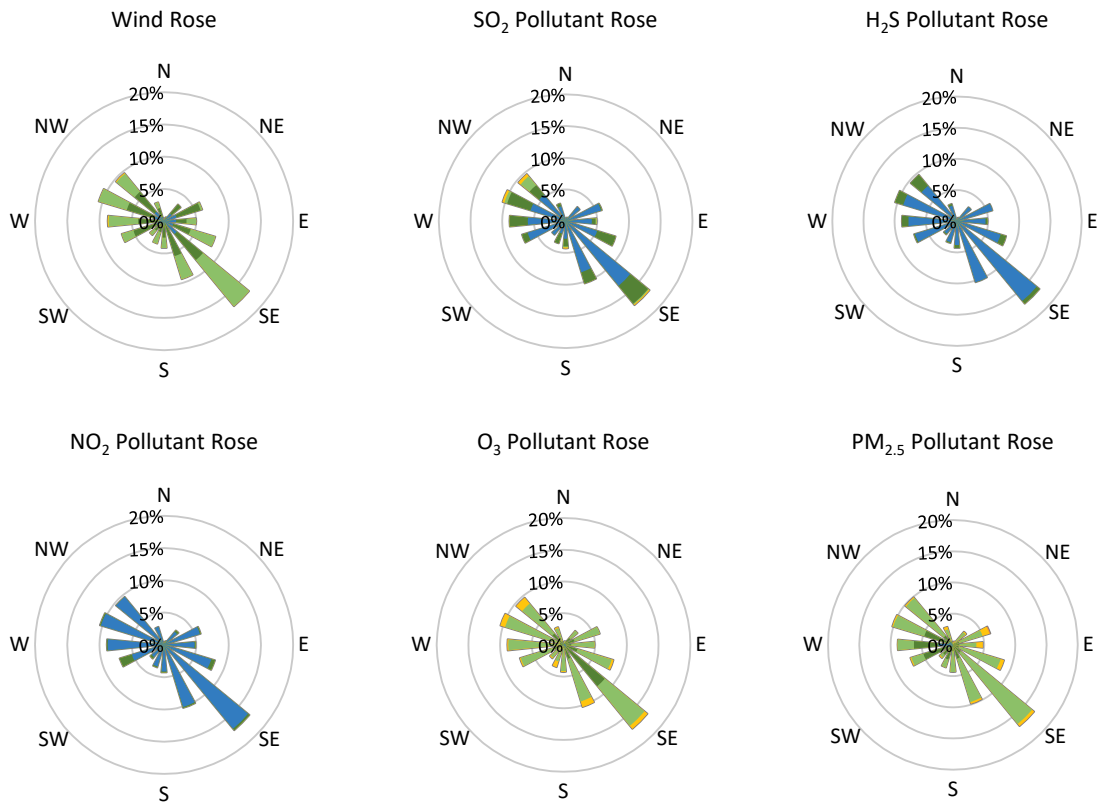 Wind Rose
N
NE
E
SE
S
SW
W
NW
20%
15%
10%
5%
0%
SO₂ Pollutant Rose
N
NE
E
SE
S
SW
W
NW
20%
15%
10%
5%
0%
H₂S Pollutant Rose
N
NE
E
SE
S
SW
W
NW
20%
15%
10%
5%
0%
NO₂ Pollutant Rose
N
NE
E
SE
S
SW
W
NW
20%
15%
10%
5%
0%
O₃ Pollutant Rose
N
NE
E
SE
S
SW
W
NW
20%
15%
10%
5%
0%
PM₂.₅ Pollutant Rose
N
NE
E
SE
S
SW
W
NW
20%
15%
10%
5%
0%